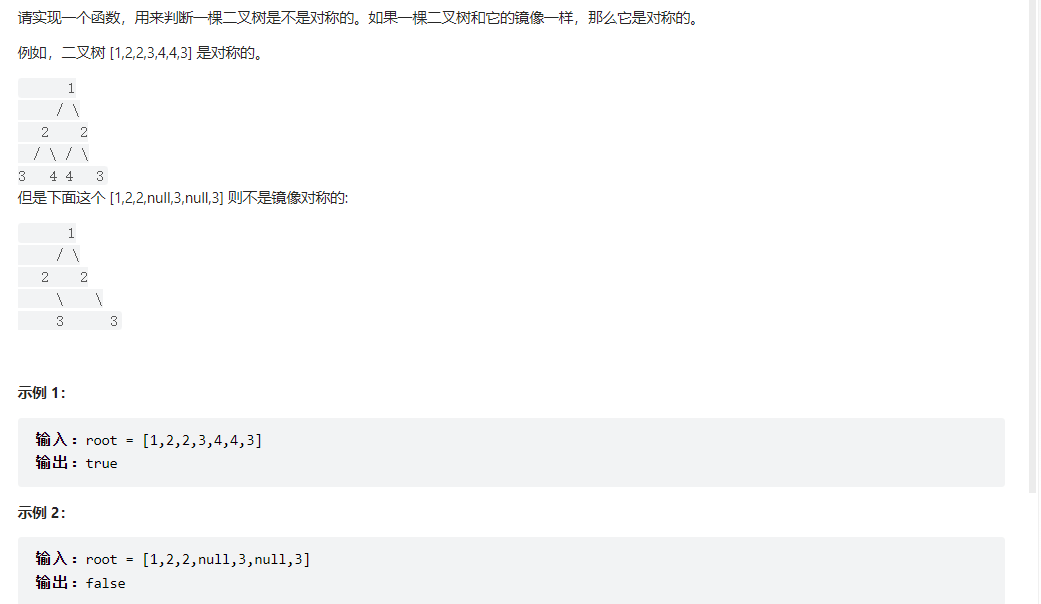 请实现一个函数，用来判断一棵二叉树是不是对称的。如果一棵二叉树和它的镜像一样，那么它是对称的。
例如，二叉树 [1,2,2,3,4,4,3] 是对称的。
1
/ \
2 2
/ \ / \
3 4 4 3
但是下面这个 [1,2,2,null,3,null,3] 则不是镜像对称的:
1
/ \
2 2
\ \
3 3
示例 1：
输入：root = [1,2,2,3,4,4,3]
输出：true
示例 2：
输入：root = [1,2,2,null,3,null,3]
输出：false